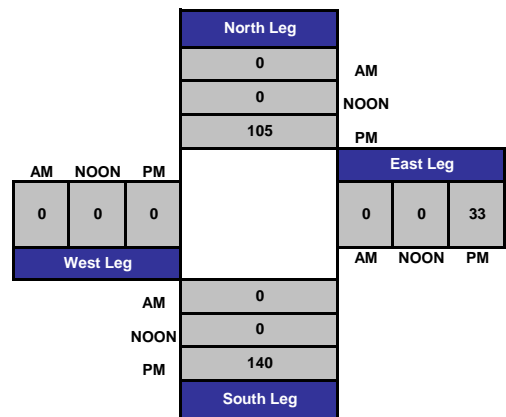 North Leg
0
AM
0
NOON
105
PM
AM NOON PM
East Leg
0 0 0
0 0 33
West Leg
AM NOON PM
AM
0
NOON
0
PM
140
South Leg